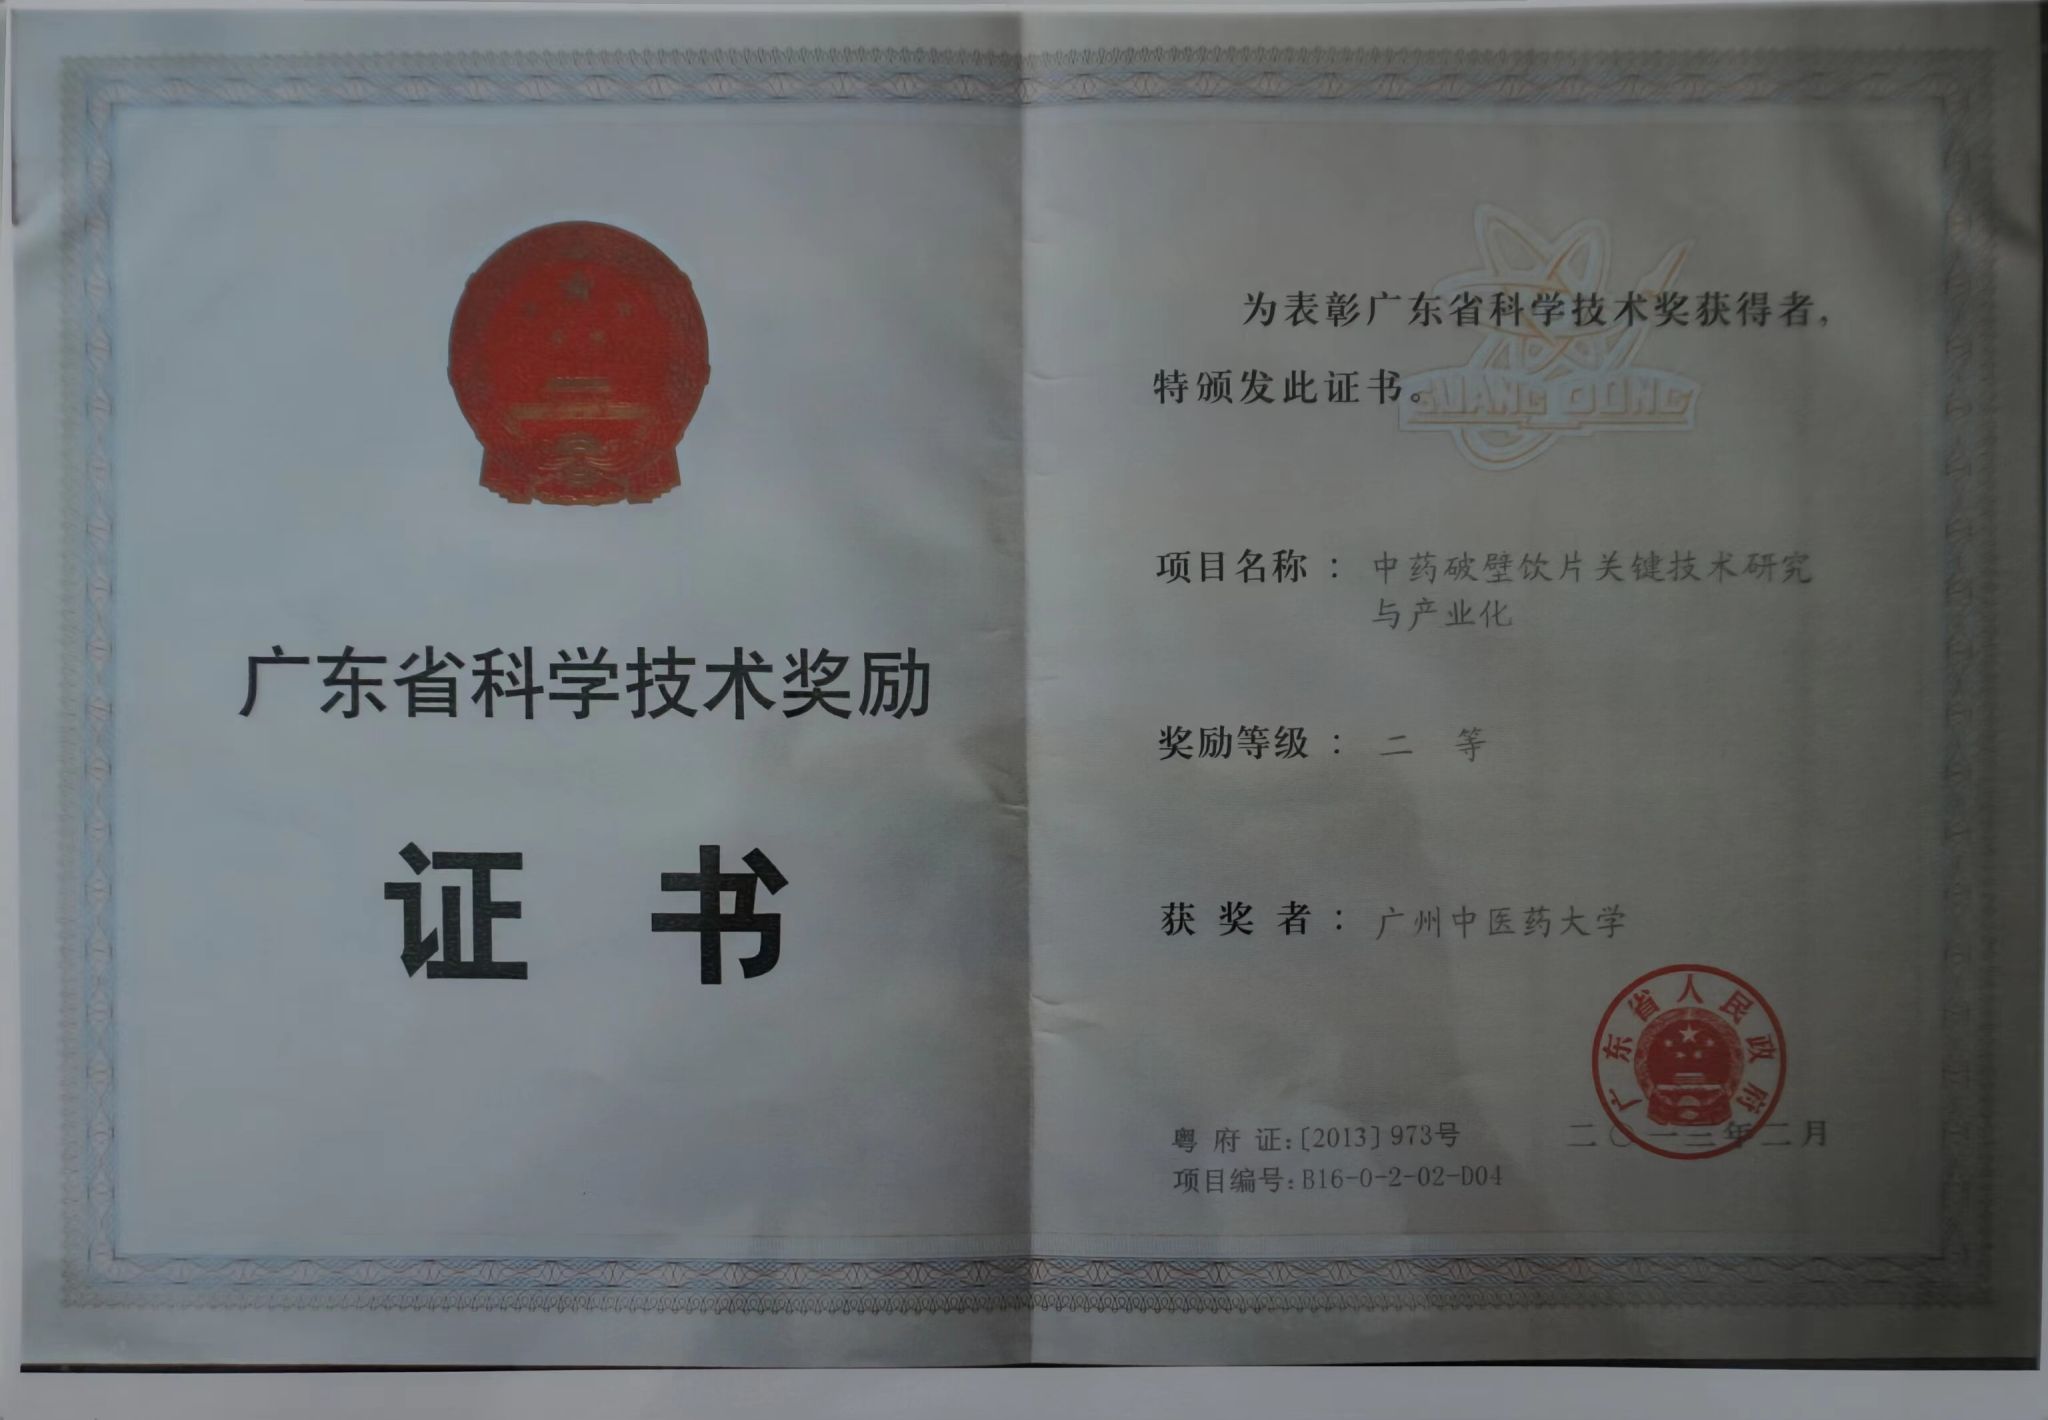 广东省科学技术奖励
证 书
为表彰广东省科学技术奖获得者，
特颁发此证书。
GUANG DONG
项目名称： 中药破壁饮片关键技术研究
与产业化
奖励等级： 二 等
获 奖 者： 广州中医药大学
广东省人民政府
粤 府 证：〔2013〕973号
二〇一三年二月
项目编号：B16-0-2-02-D04